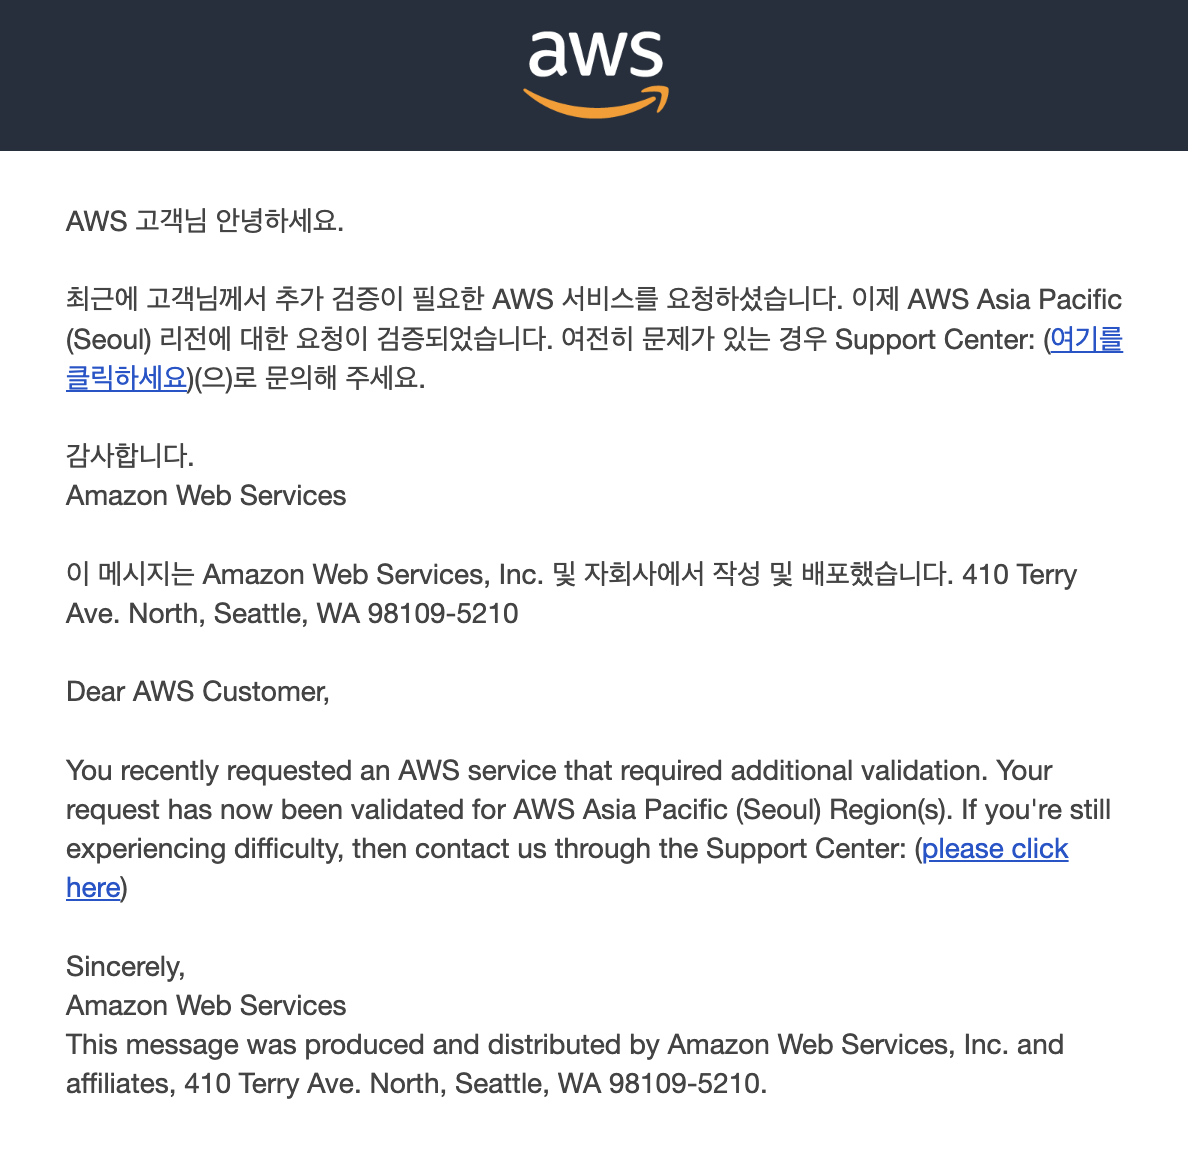 aws
AWS 고객님 안녕하세요.
최근에 고객님께서 추가 검증이 필요한 AWS 서비스를 요청하셨습니다. 이제 AWS Asia Pacific
(Seoul) 리전에 대한 요청이 검증되었습니다. 여전히 문제가 있는 경우 Support Center: (여기를
클릭하세요)(으)로 문의해 주세요.
감사합니다.
Amazon Web Services
이 메시지는 Amazon Web Services, Inc. 및 자회사에서 작성 및 배포했습니다. 410 Terry
Ave. North, Seattle, WA 98109-5210
Dear AWS Customer,
You recently requested an AWS service that required additional validation. Your
request has now been validated for AWS Asia Pacific (Seoul) Region(s). If you're still
experiencing difficulty, then contact us through the Support Center: (please click
here)
Sincerely,
Amazon Web Services
This message was produced and distributed by Amazon Web Services, Inc. and
affiliates, 410 Terry Ave. North, Seattle, WA 98109-5210.